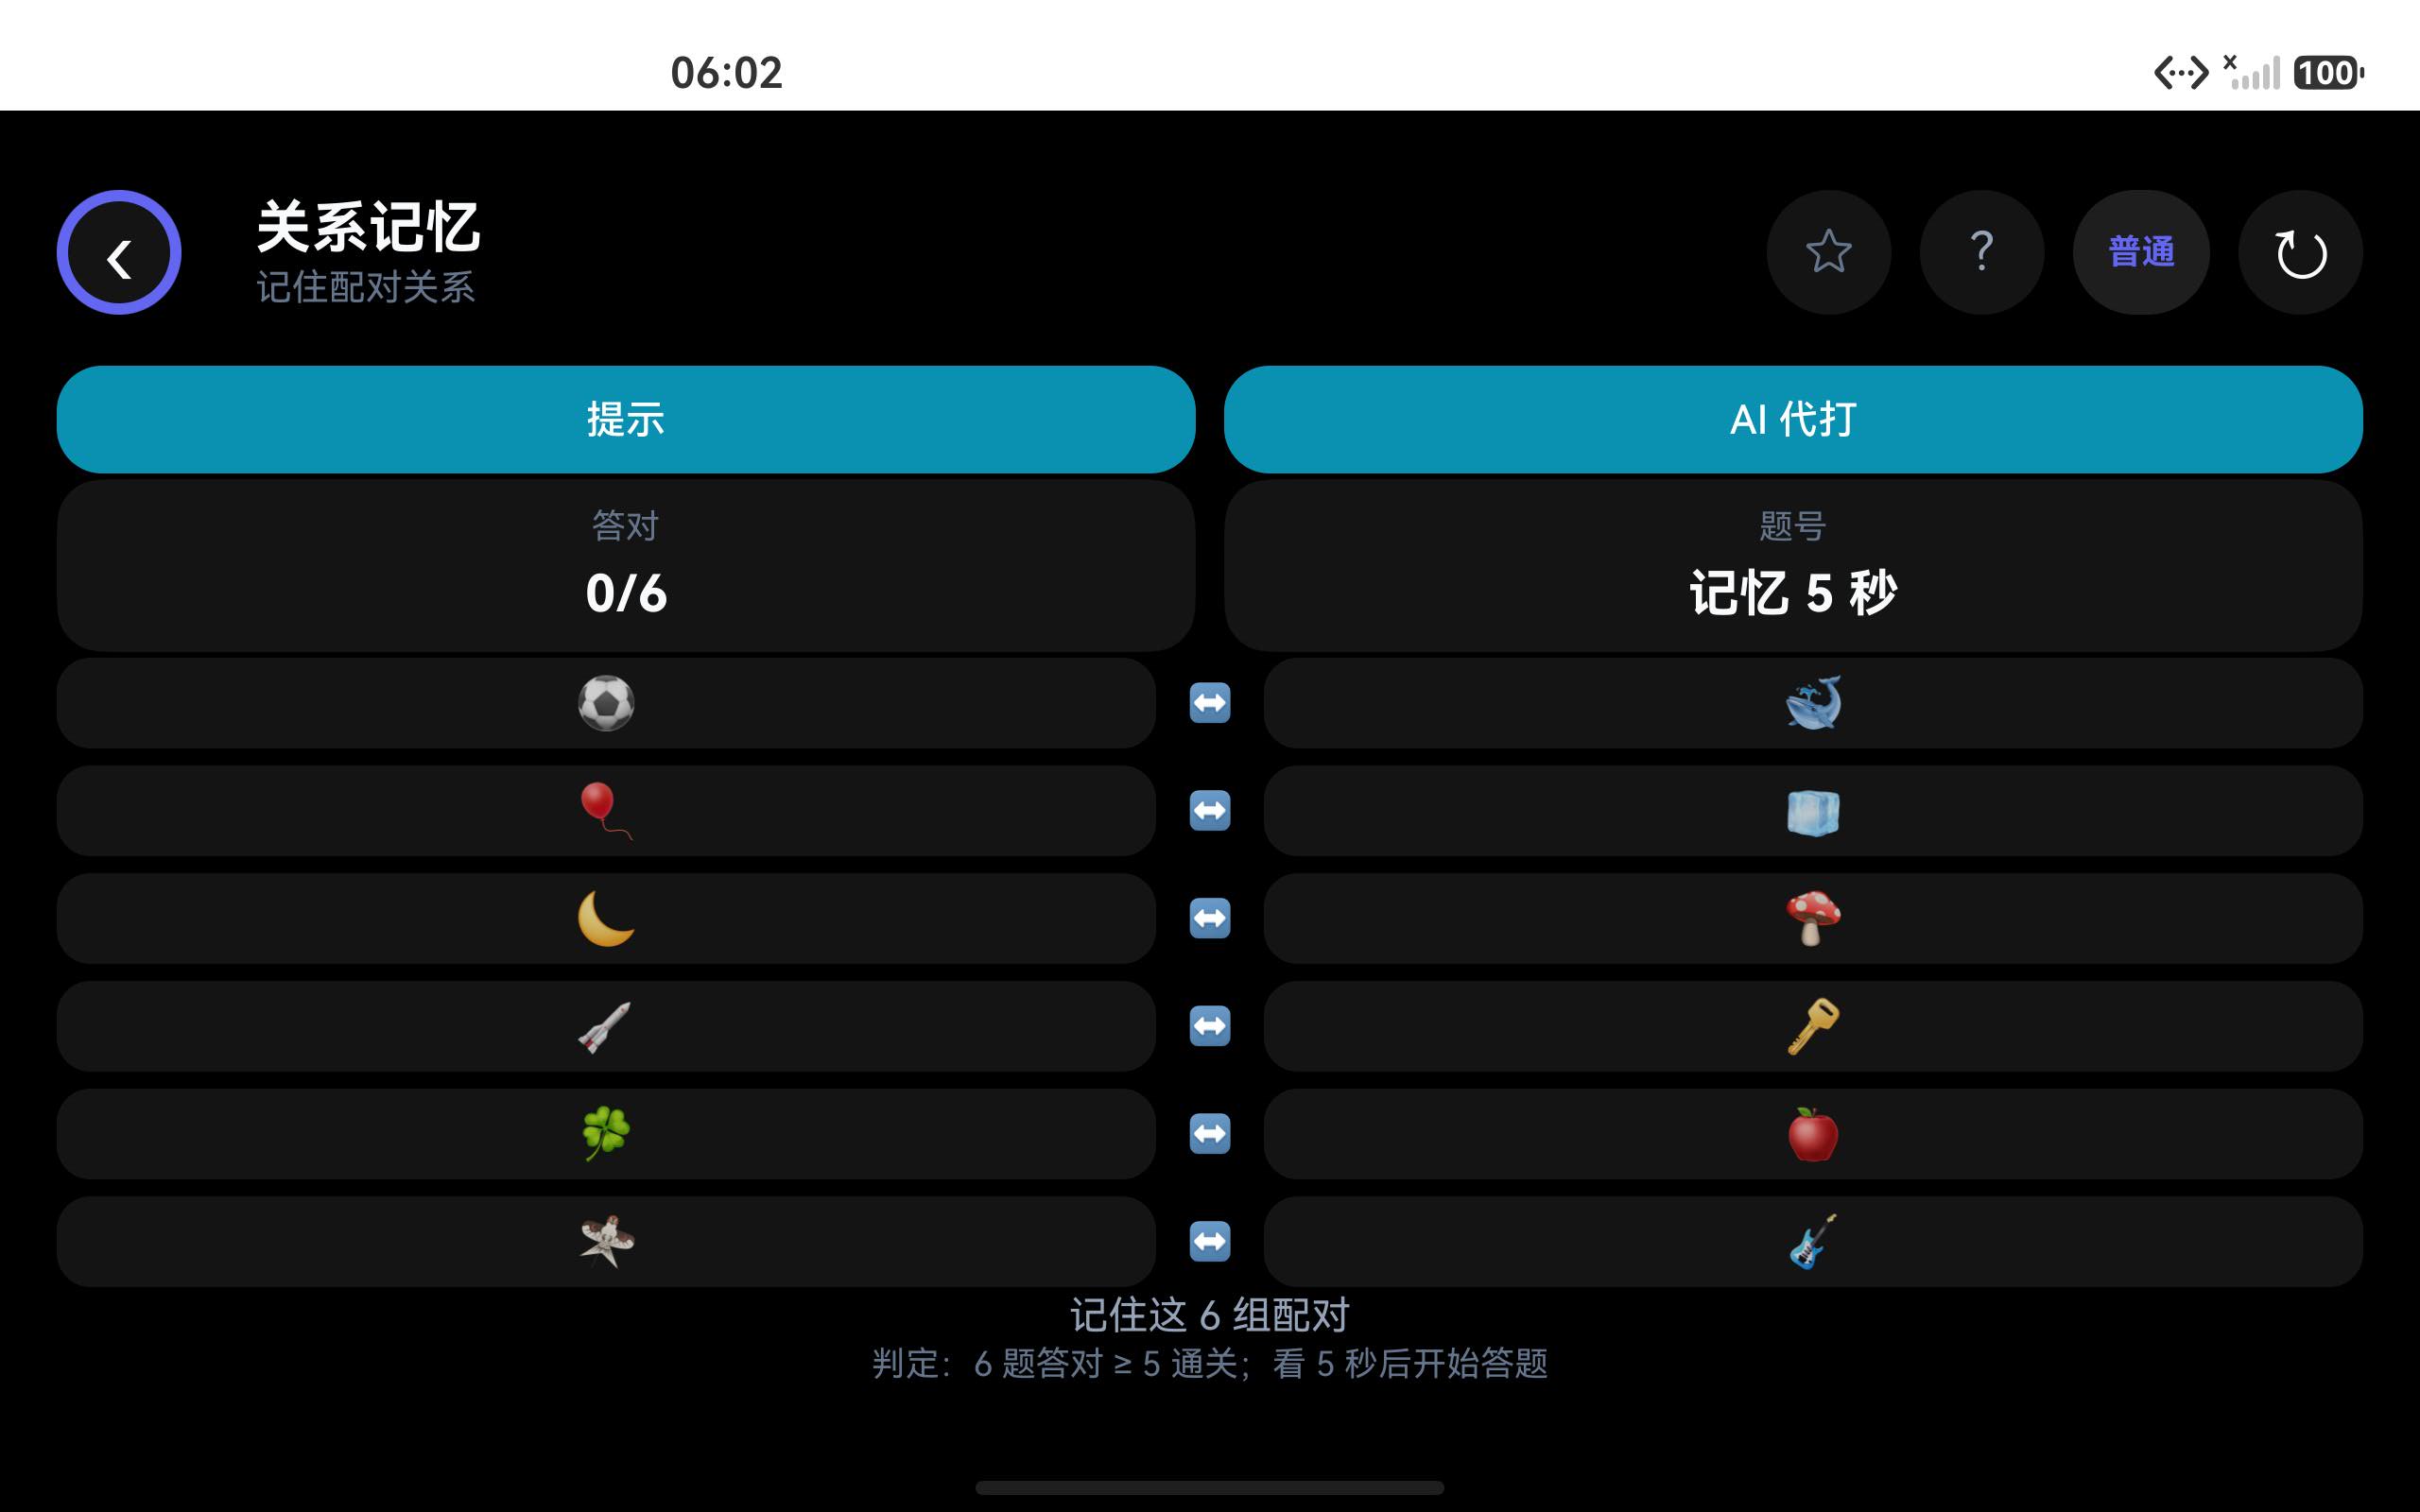 06:02
100
关系记忆
记住配对关系
?
普通
提示
AI 代打
答对
题号
0/6
记忆 5 秒
记住这 6 组配对
判定：6 题答对 ≥ 5 通关；看 5 秒后开始答题